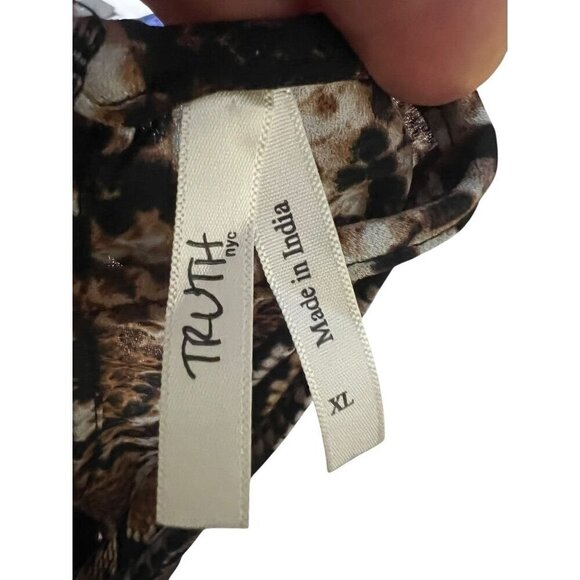 TRUTH
nyc
Made in India
XL